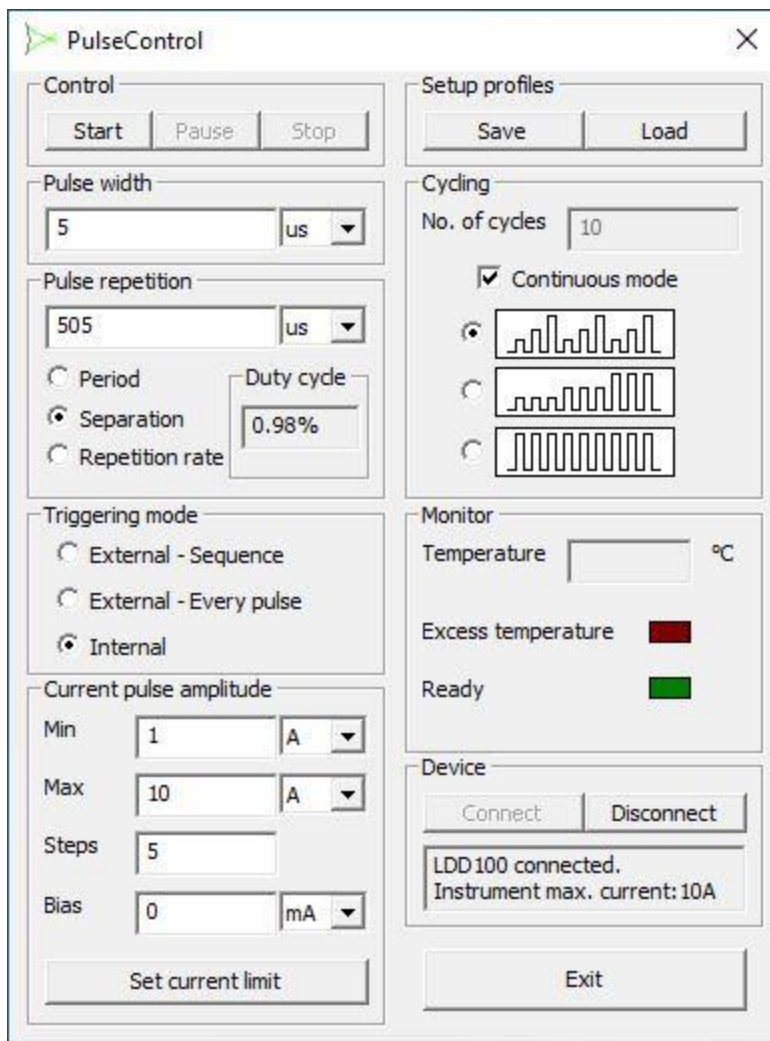 PulseControl
Control
Start
Pause
Stop
Pulse width
5
us
Pulse repetition
505
us
Period
Separation
Repetition rate
Duty cycle
0.98%
Triggering mode
External - Sequence
External - Every pulse
Internal
Current pulse amplitude
Min
1
A
Max
10
A
Steps
5
Bias
0
mA
Set current limit
Setup profiles
Save
Load
Cycling
No. of cycles
10
Continuous mode
Monitor
Temperature
ºC
Excess temperature
Ready
Device
Connect
Disconnect
LDD100 connected.
Instrument max. current:10A
Exit